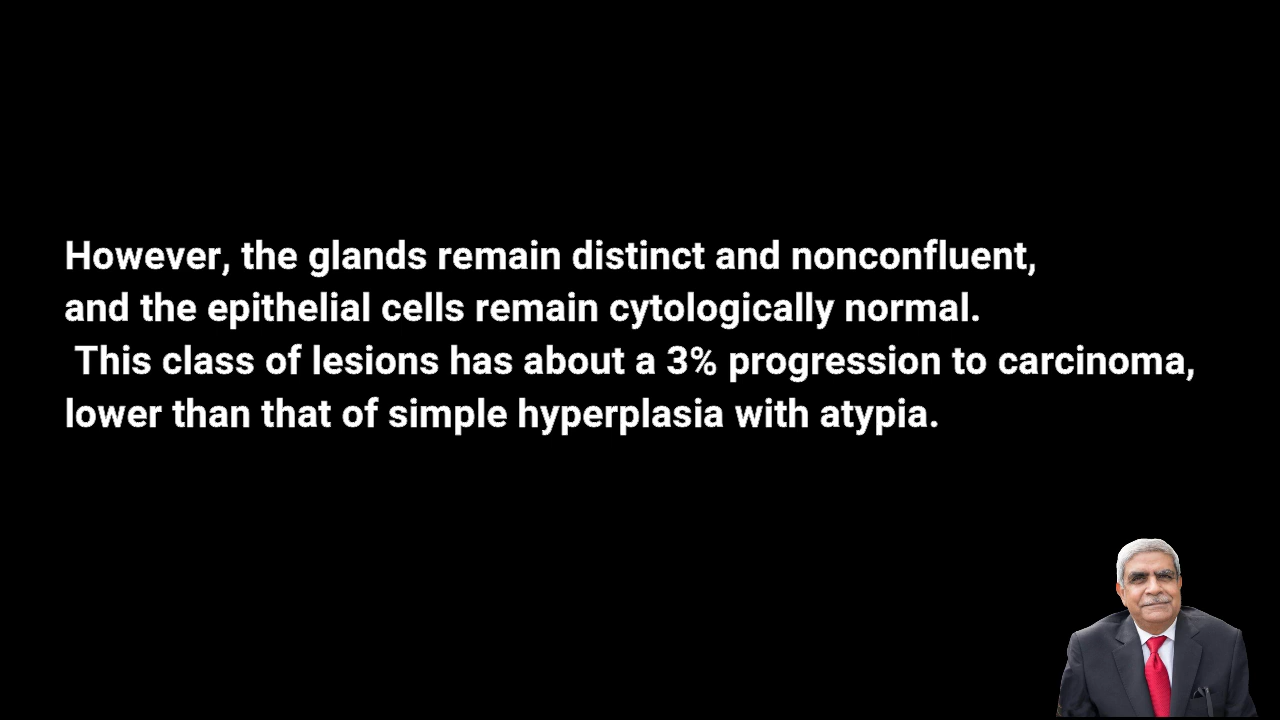 However, the glands remain distinct and nonconfluent,
and the epithelial cells remain cytologically normal.
This class of lesions has about a 3% progression to carcinoma,
lower than that of simple hyperplasia with atypia.